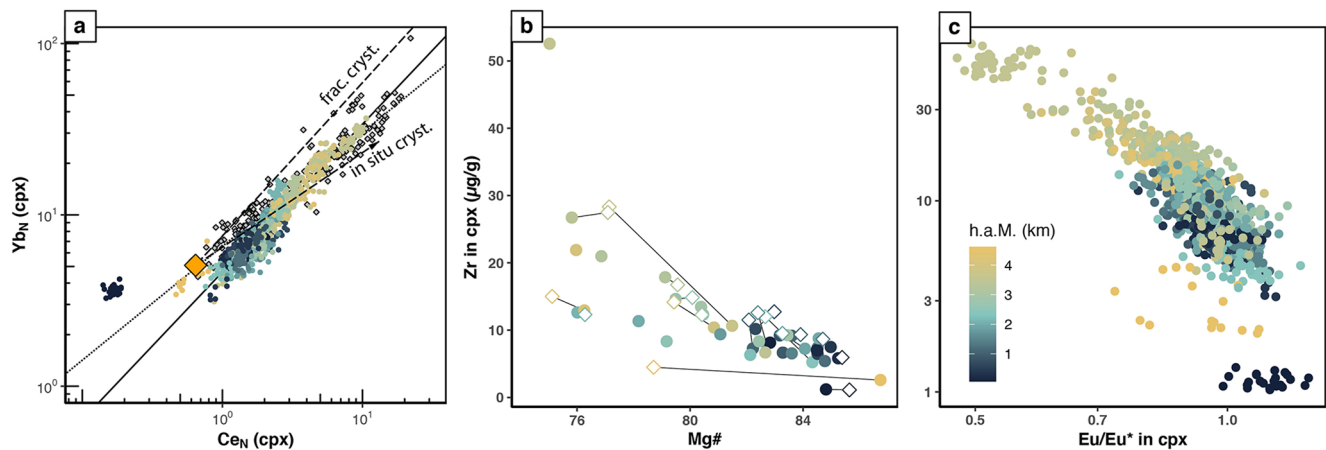 a
10²
10¹
10⁰
Yb_N (cpx)
10⁰
10¹
Ce_N (cpx)
frac. cryst.
in situ cryst.
b
50
40
30
20
10
0
Zr in cpx (µg/g)
76
80
84
Mg#
c
30
10
3
1
0.5
0.7
1.0
Eu/Eu* in cpx
h.a.M. (km)
4
3
2
1